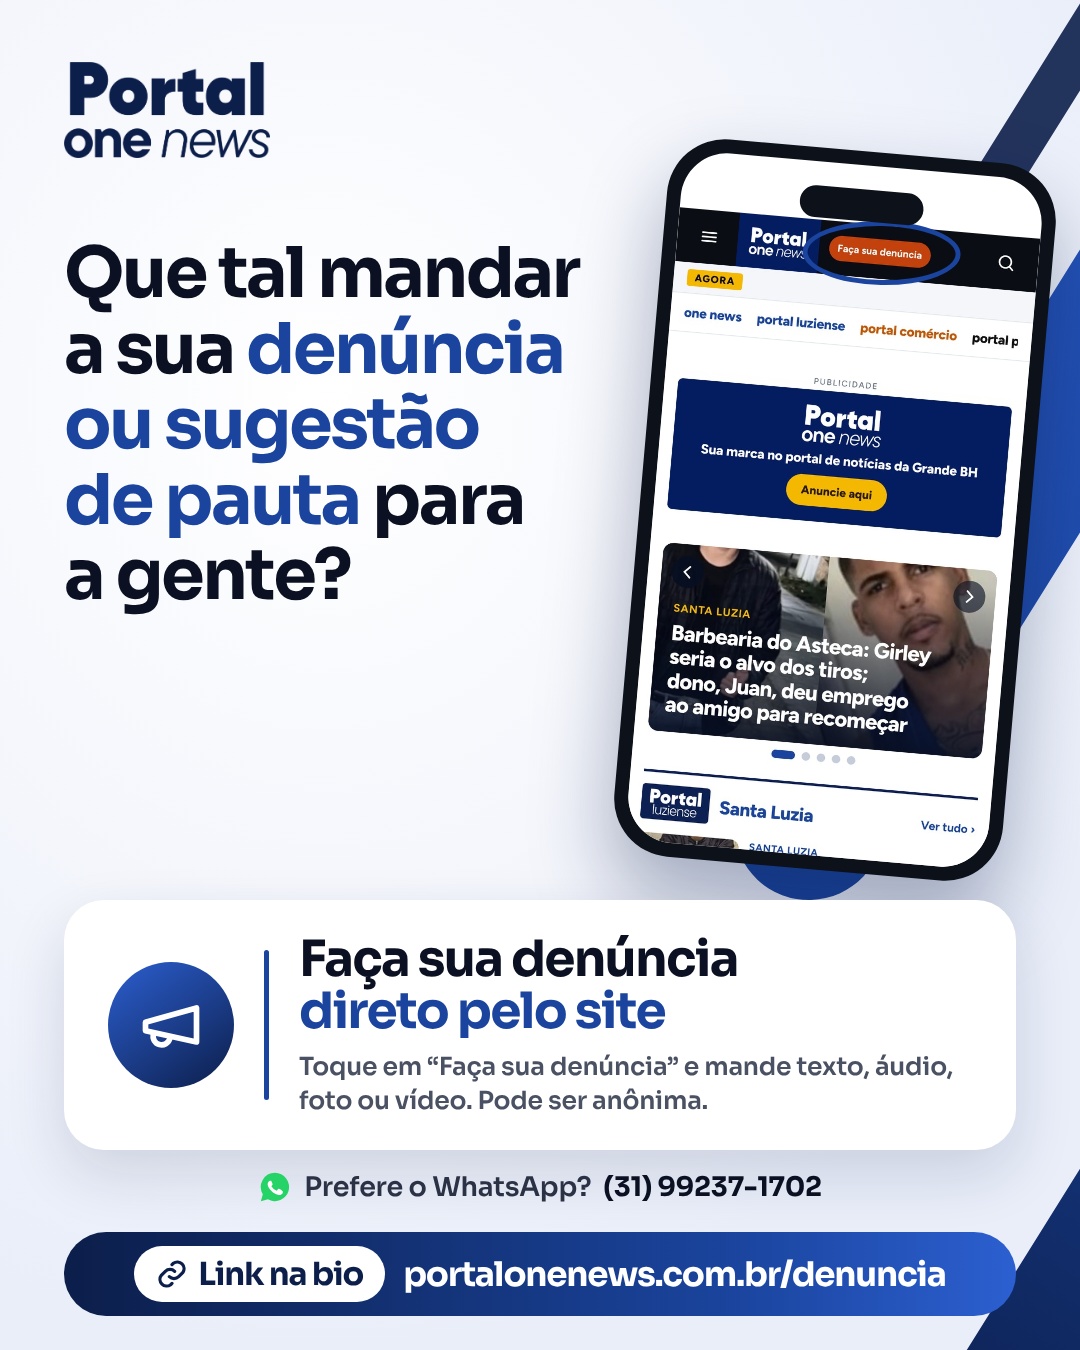 Portal
one news
Que tal mandar
a sua denúncia
ou sugestão
de pauta para
a gente?
Portal
one news
Faça sua denúncia
AGORA
one news portal luziense portal comércio portal p
PUBLICIDADE
Portal
one news
Sua marca no portal de notícias da Grande BH
Anuncie aqui
SANTA LUZIA
Barbearia do Asteca: Girley
seria o alvo dos tiros;
dono, Juan, deu emprego
ao amigo para recomeçar
Portal
luziense
Santa Luzia
Ver tudo ›
SANTA LUZIA
Faça sua denúncia
direto pelo site
Toque em “Faça sua denúncia” e mande texto, áudio,
foto ou vídeo. Pode ser anônima.
Prefere o WhatsApp? (31) 99237-1702
Link na bio portalonenews.com.br/denuncia